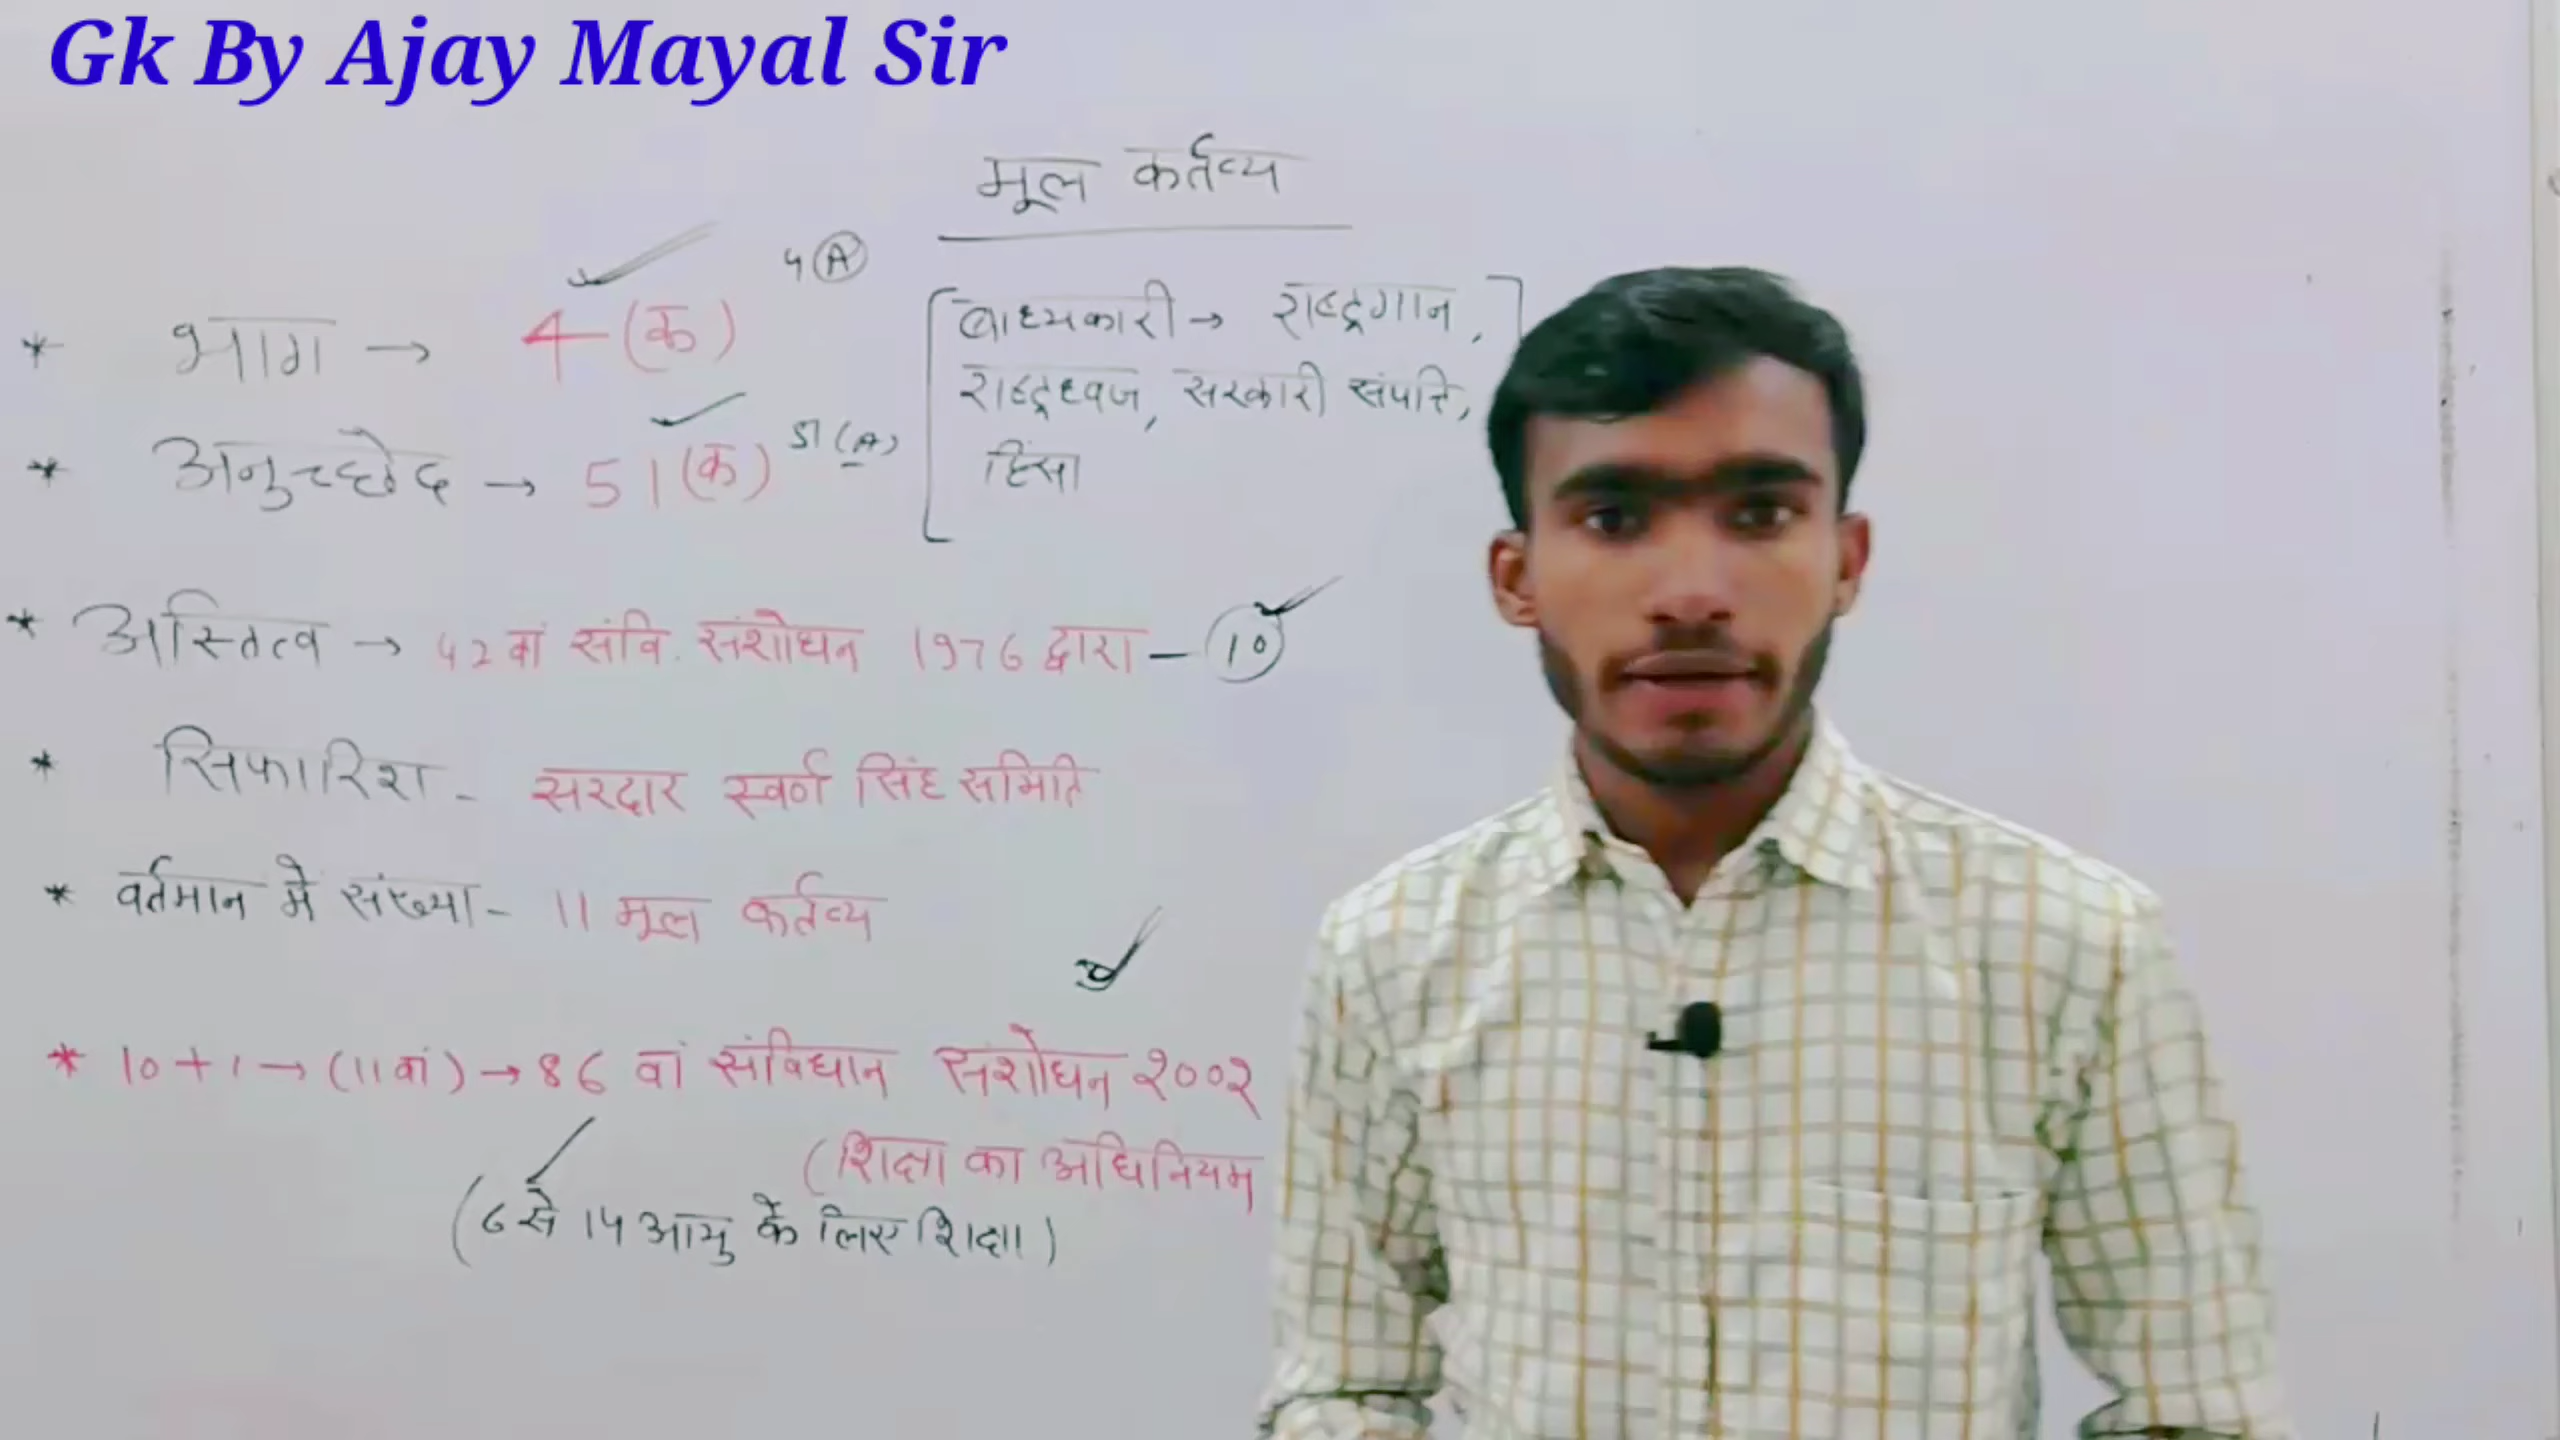 Gk By Ajay Mayal Sir
मूल कर्तव्य
* भाग → 4 (क) 4 (A)
* अनुच्छेद → 51 (क) 51 (A)
[बाध्यकारी → राष्ट्रगान,]
राष्ट्रध्वज, सरकारी संपत्ति,
हिंसा
* अस्तित्व → 42 वां संवि. संशोधन 1976 द्वारा - 10
* सिफारिश - सरदार स्वर्ण सिंह समिति
* वर्तमान में संख्या - 11 मूल कर्तव्य
* 10 + 1 → (11वां) → 86 वां संविधान संशोधन २००२
(शिक्षा का अधिनियम
(6 से 14 आयु के लिए शिक्षा)